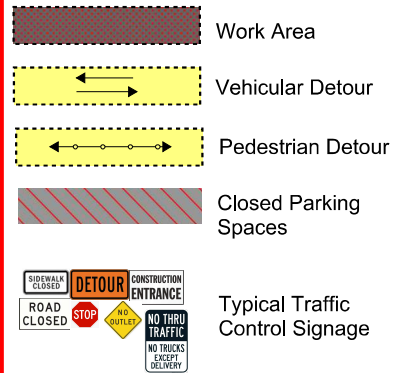 Work Area
Vehicular Detour
Pedestrian Detour
Closed Parking
Spaces
SIDEWALK
CLOSED
DETOUR
CONSTRUCTION
ENTRANCE
ROAD
CLOSED
STOP
NO
OUTLET
NO THRU
TRAFFIC
NO TRUCKS
EXCEPT
DELIVERY
Typical Traffic
Control Signage